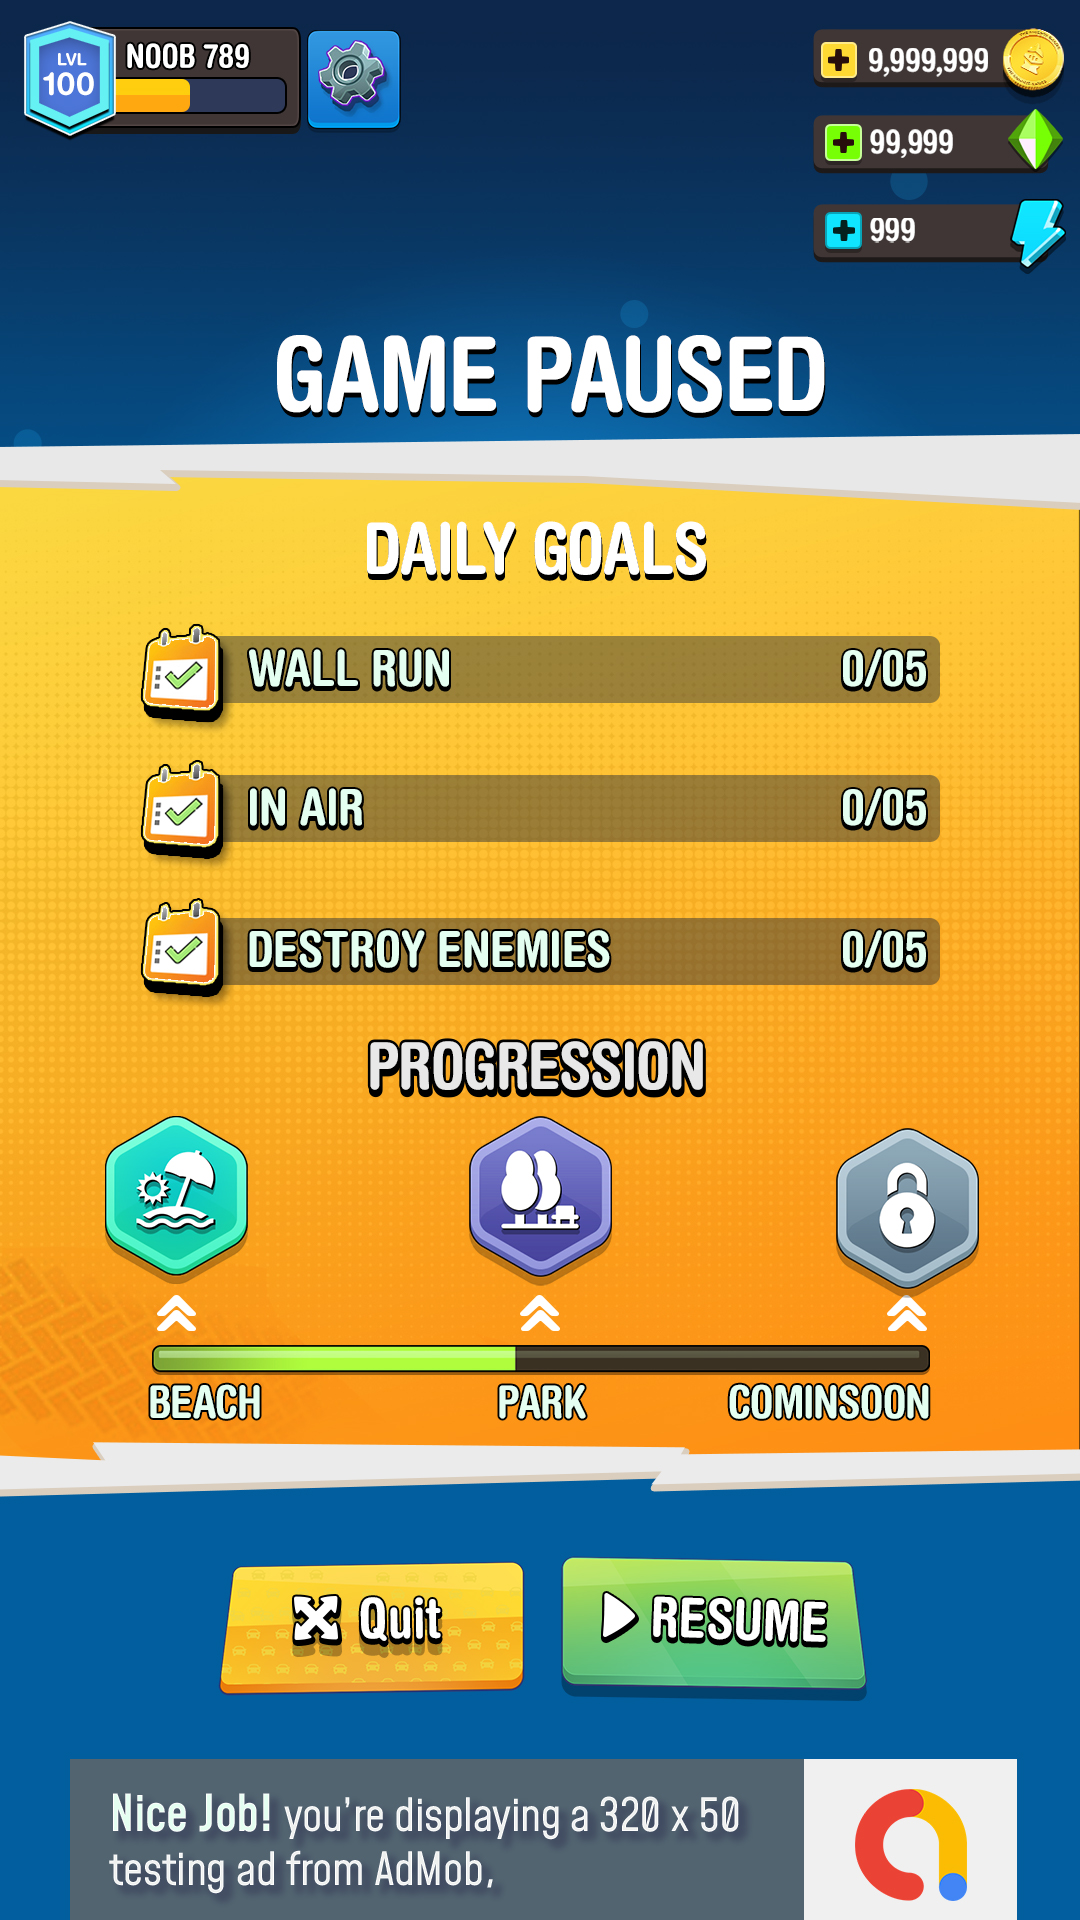 LVL
100
NOOB 789
9,999,999
99,999
999
GAME PAUSED
DAILY GOALS
WALL RUN 0/05
IN AIR 0/05
DESTROY ENEMIES 0/05
PROGRESSION
BEACH PARK COMINSOON
Quit RESUME
Nice Job! you're displaying a 320 x 50
testing ad from AdMob,